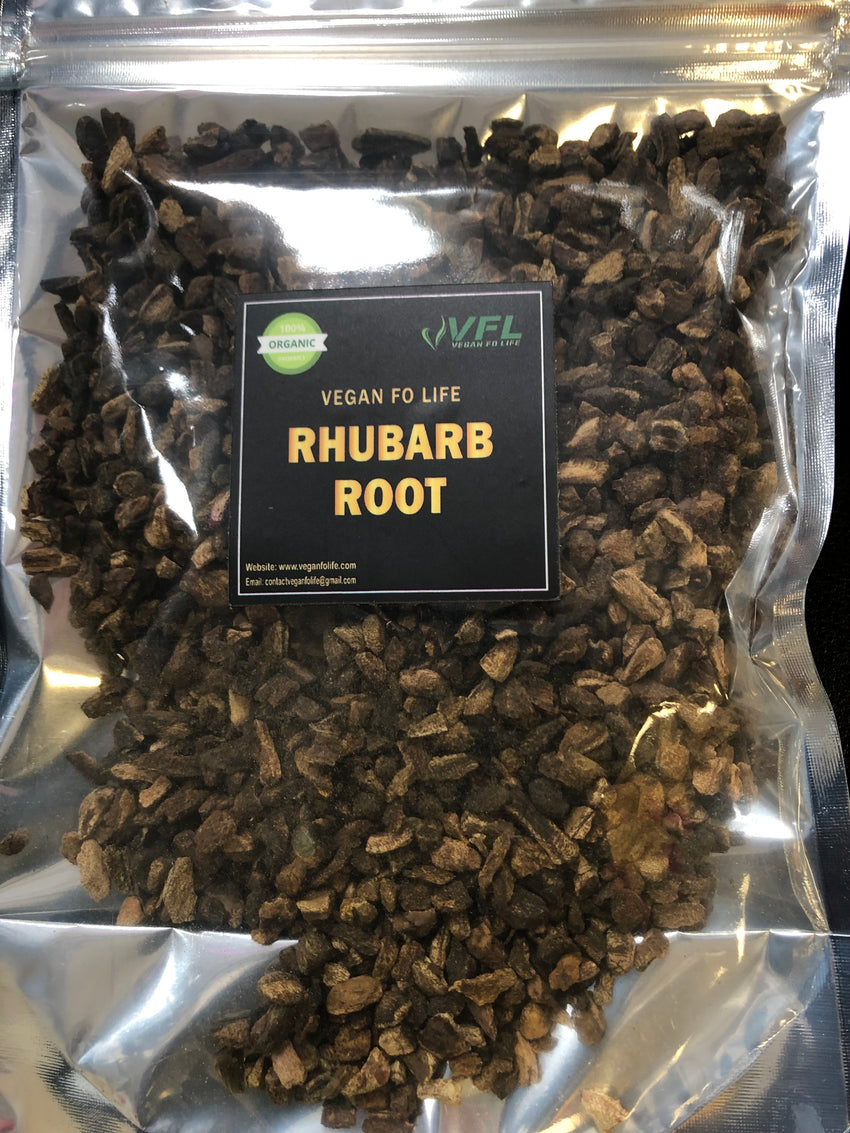 100%
ORGANIC
VFL
VEGAN FO LIFE
VEGAN FO LIFE
RHUBARB
ROOT
Website: www.veganfolife.com
Email: contactveganfolife@gmail.com